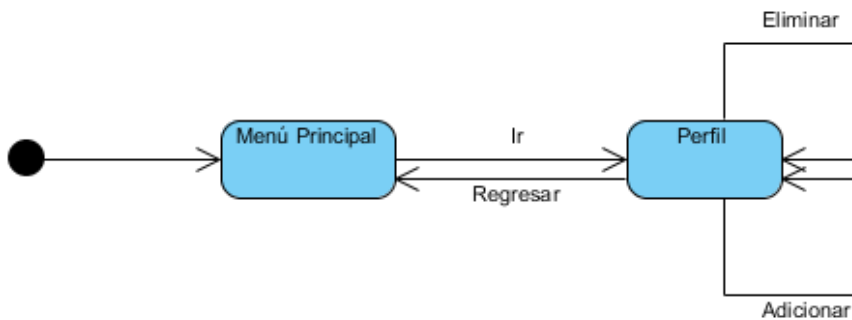 Eliminar
Menú Principal
Ir
Perfil
Regresar
Adicionar